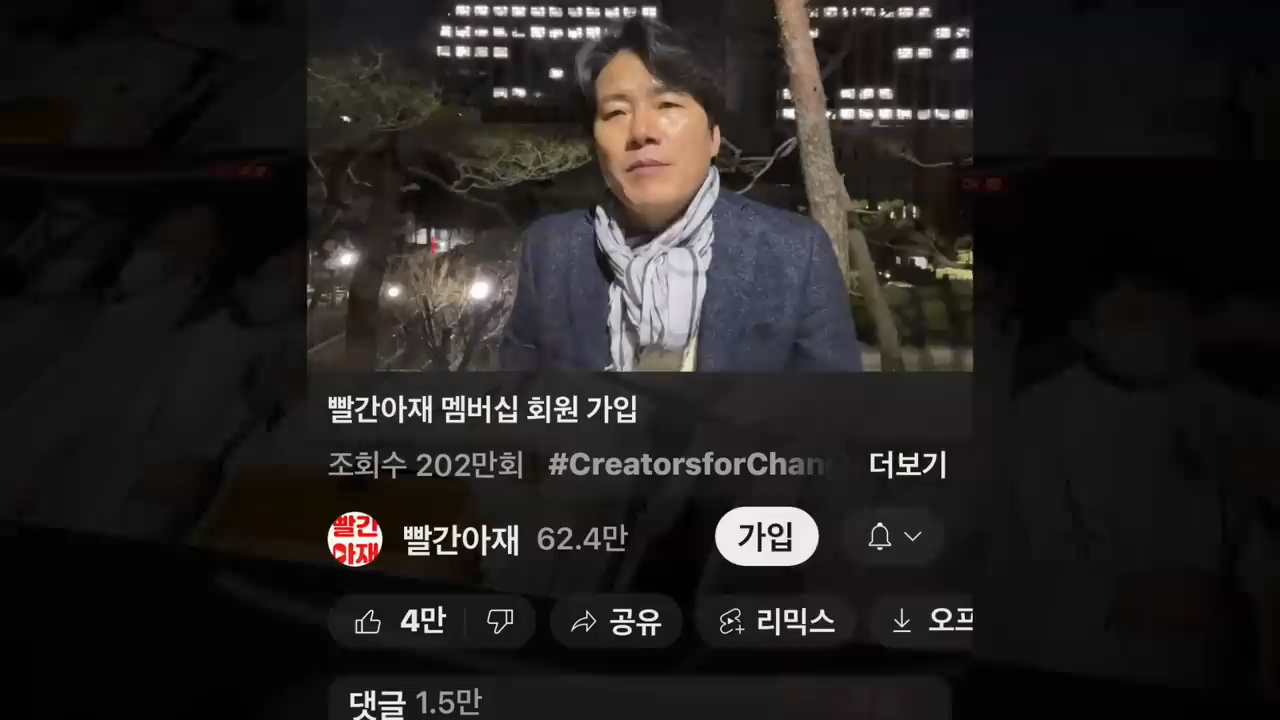 빨간아재 멤버십 회원 가입
조회수 202만회 #CreatorsforChan 더보기
빨간
아재
빨간아재 62.4만 가입
4만 공유 리믹스 오프
댓글 1.5만